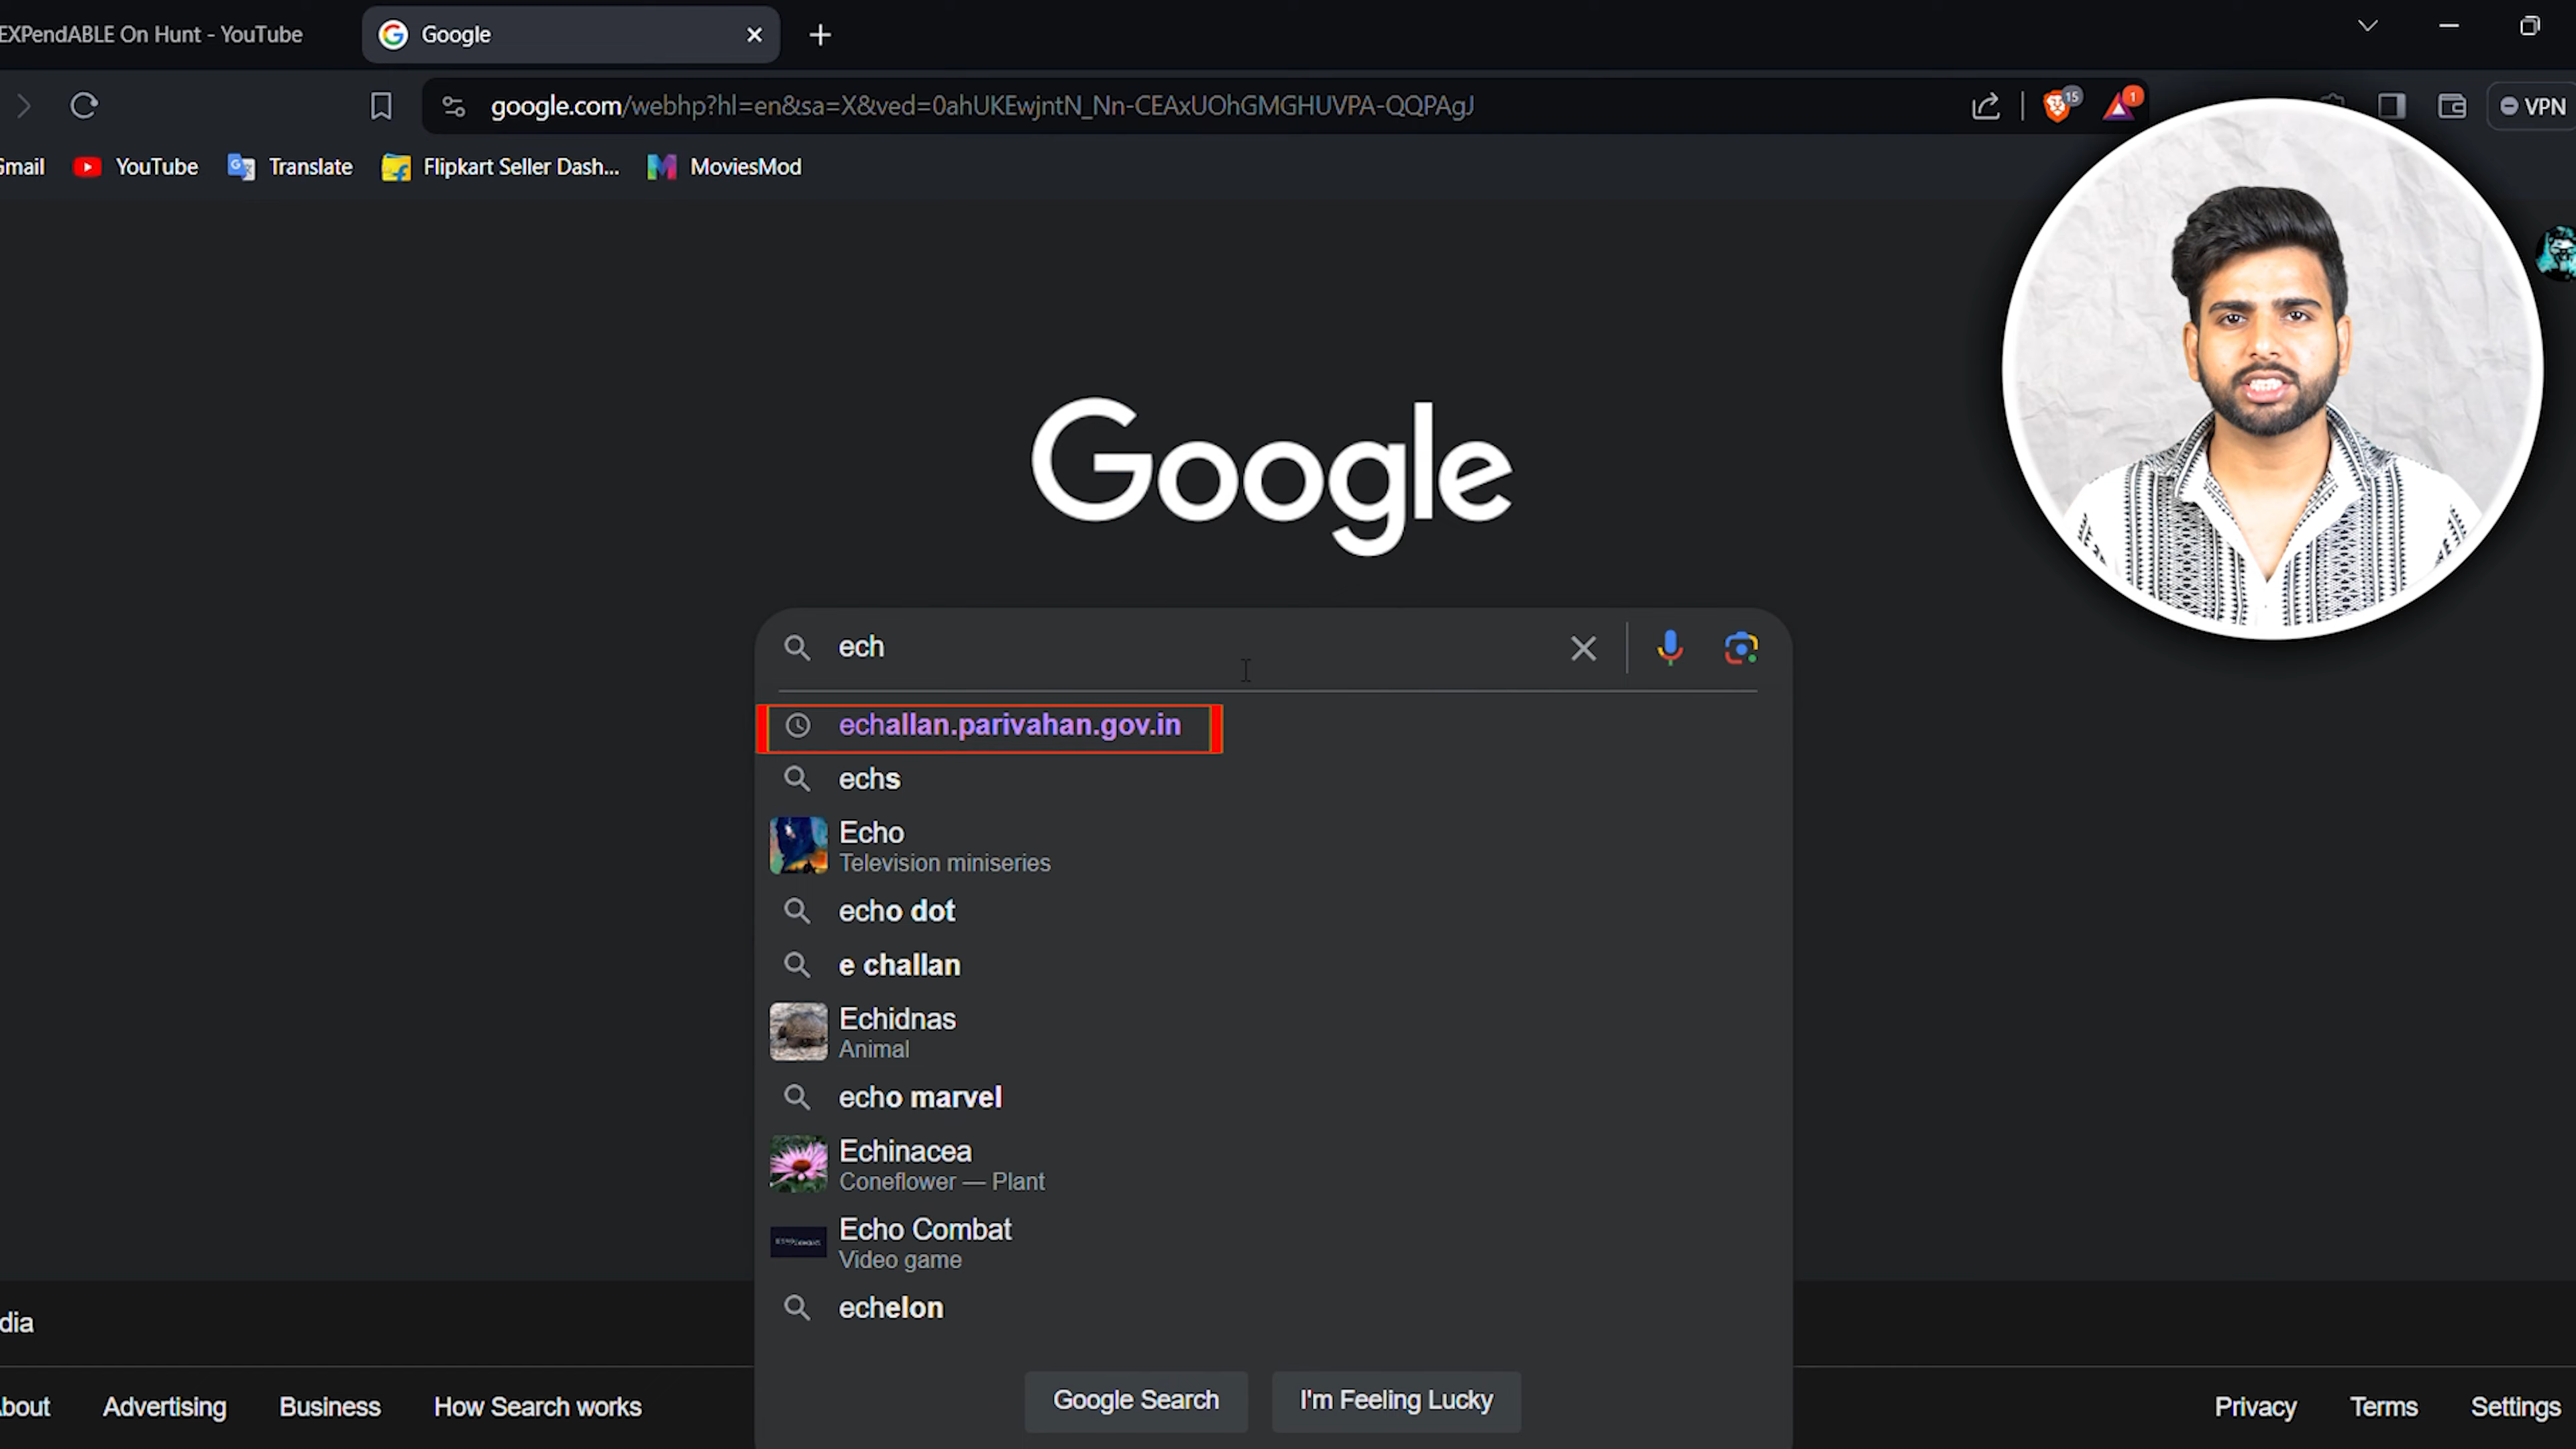 EXPendABLE On Hunt - YouTube
Google
google.com/webhp?hl=en&sa=X&ved=0ahUKEwjntN_Nn-CEAxUOhGMGHUVPA-QQPAgJ
15
1
VPN
Gmail
YouTube
Translate
Flipkart Seller Dash...
MoviesMod
Google
ech
echallan.parivahan.gov.in
echs
Echo
Television miniseries
echo dot
e challan
Echidnas
Animal
echo marvel
Echinacea
Coneflower — Plant
Echo Combat
Video game
echelon
dia
Google Search
I'm Feeling Lucky
bout
Advertising
Business
How Search works
Privacy
Terms
Settings